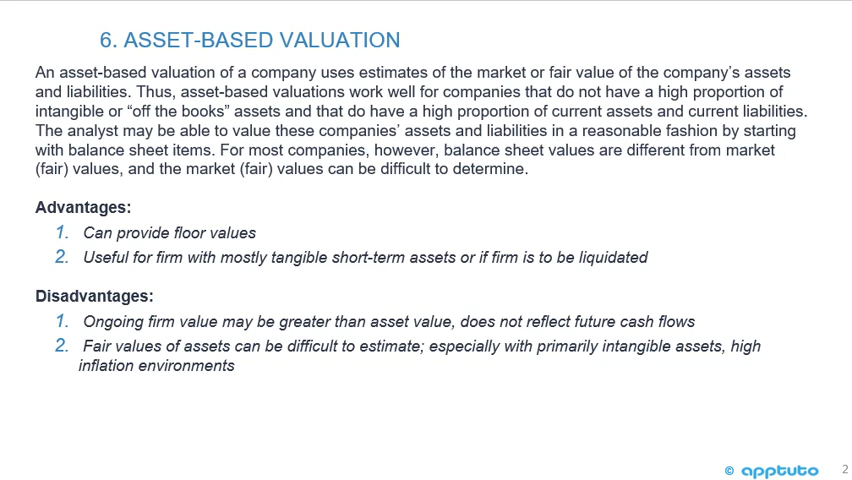 6. ASSET-BASED VALUATION
An asset-based valuation of a company uses estimates of the market or fair value of the company's assets
and liabilities. Thus, asset-based valuations work well for companies that do not have a high proportion of
intangible or “off the books” assets and that do have a high proportion of current assets and current liabilities.
The analyst may be able to value these companies' assets and liabilities in a reasonable fashion by starting
with balance sheet items. For most companies, however, balance sheet values are different from market
(fair) values, and the market (fair) values can be difficult to determine.
Advantages:
1. Can provide floor values
2. Useful for firm with mostly tangible short-term assets or if firm is to be liquidated
Disadvantages:
1. Ongoing firm value may be greater than asset value, does not reflect future cash flows
2. Fair values of assets can be difficult to estimate; especially with primarily intangible assets, high
inflation environments
© apptuto 2